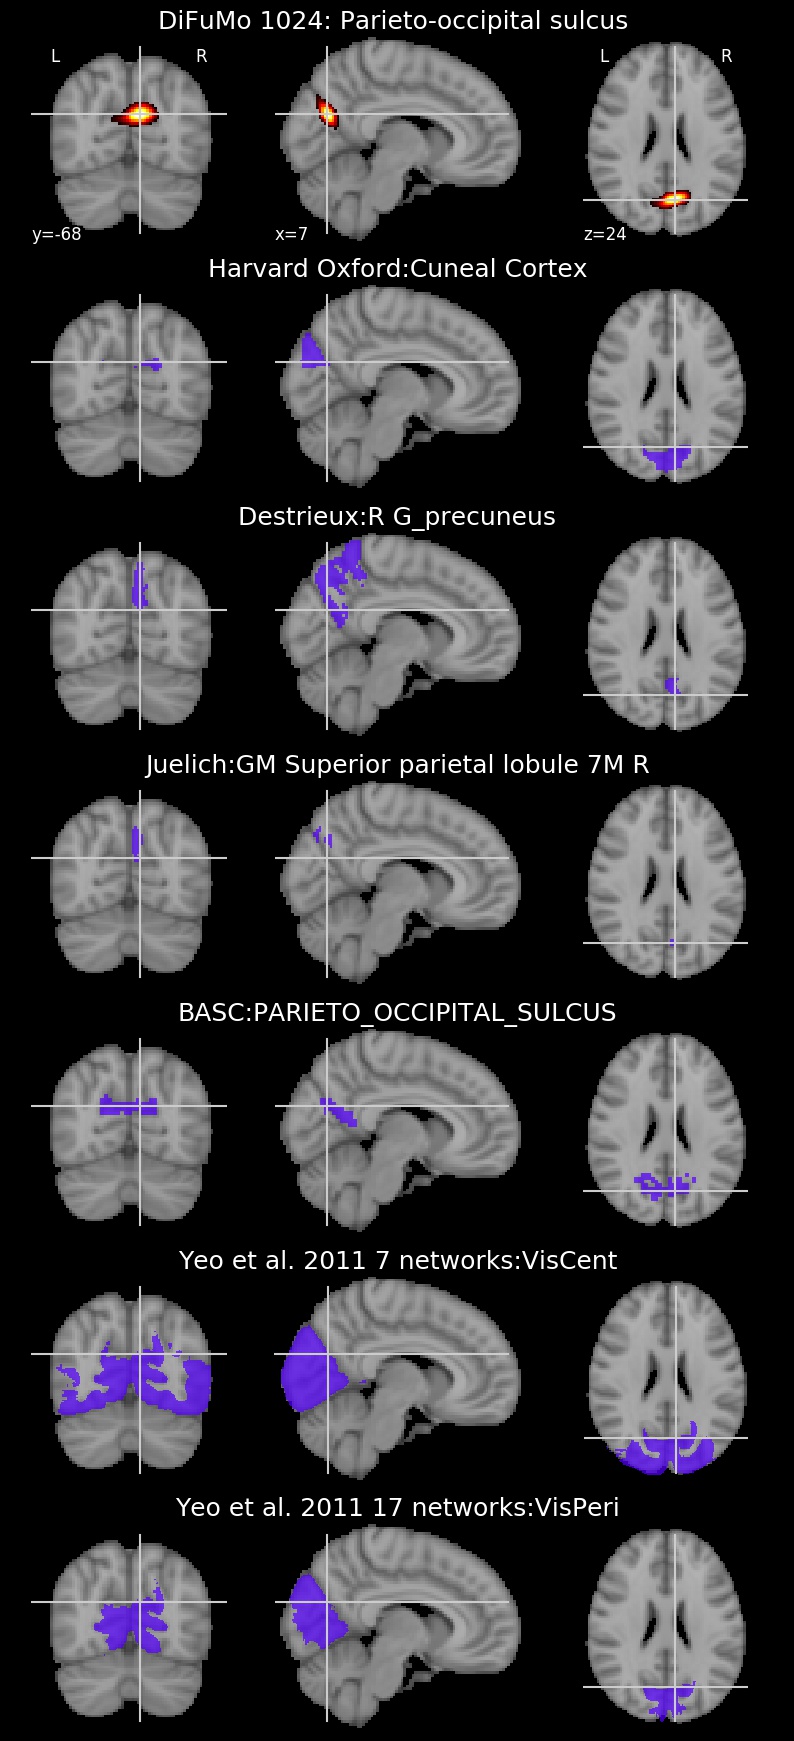 DiFuMo 1024: Parieto-occipital sulcus
L R L R
y=-68 x=7 z=24
Harvard Oxford:Cuneal Cortex
Destrieux:R G_precuneus
Juelich:GM Superior parietal lobule 7M R
BASC:PARIETO_OCCIPITAL_SULCUS
Yeo et al. 2011 7 networks:VisCent
Yeo et al. 2011 17 networks:VisPeri